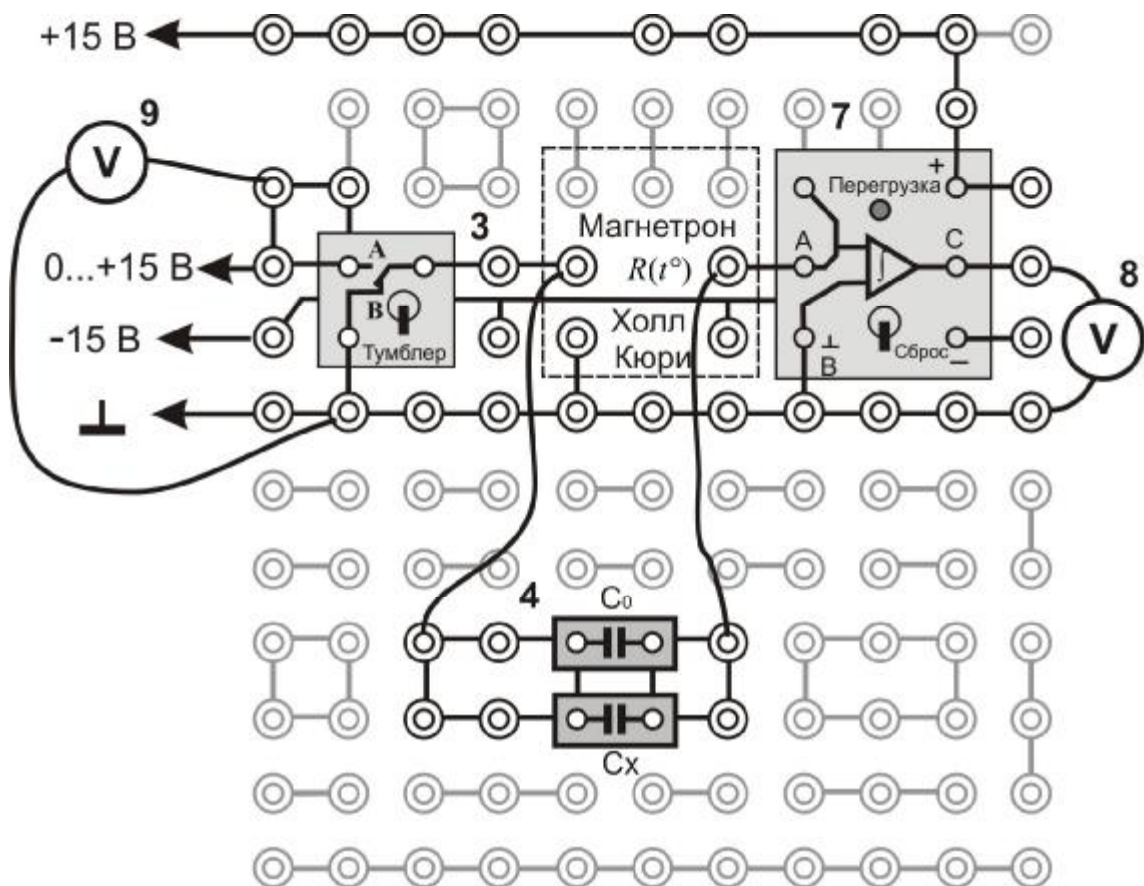 +15 В
9
7
V
+
Перегрузка
3
Магнетрон
0...+15 В
А
А
С
R(t°)
∫
8
-15 В
В
Холл
V
Тумблер
Кюри
⊥
Сброс
–
В
⊥
4
C₀
Cx